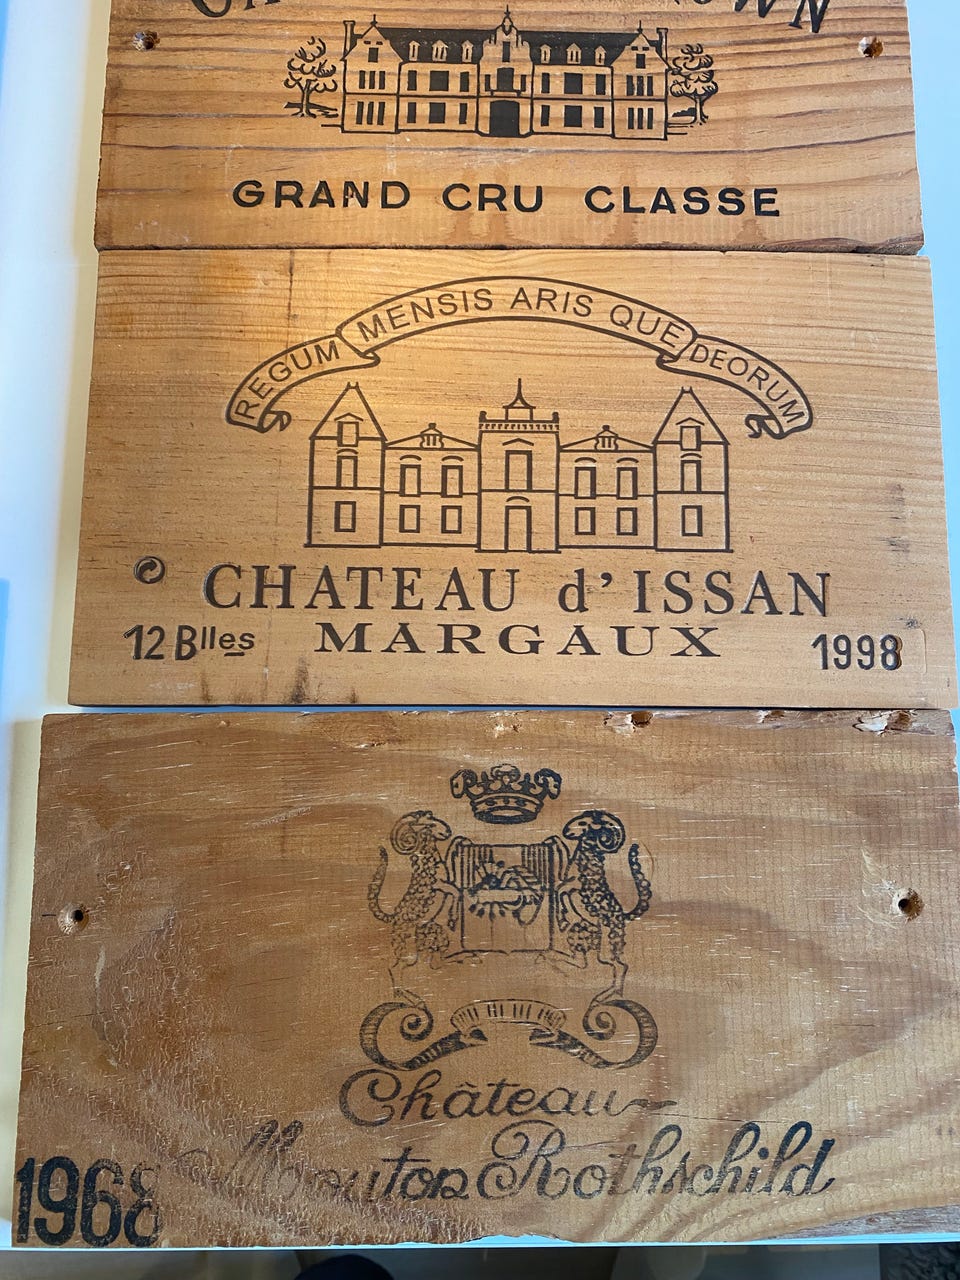 GRAND CRU CLASSE
REGUM MENSIS ARIS QUE DEORUM
CHATEAU d'ISSAN
12 Blles MARGAUX 1998
Château
Mouton Rothschild
1968